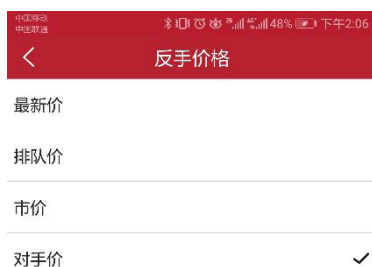 中国移动
中国联通
48% 下午2:06
反手价格
最新价
排队价
市价
对手价